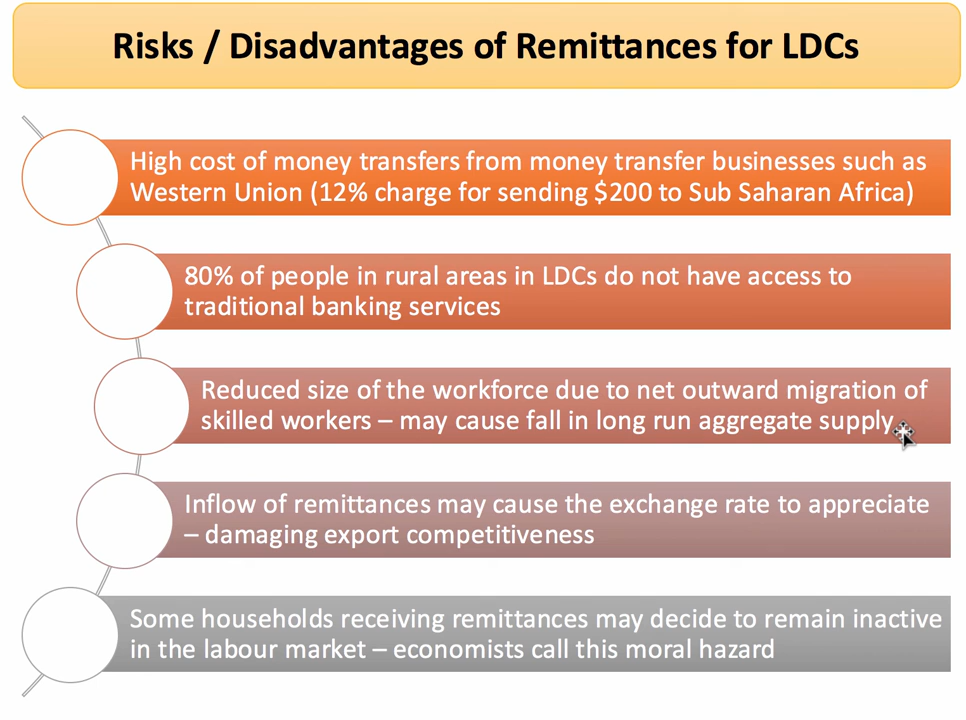 Risks / Disadvantages of Remittances for LDCs
High cost of money transfers from money transfer businesses such as
Western Union (12% charge for sending $200 to Sub Saharan Africa)
80% of people in rural areas in LDCs do not have access to
traditional banking services
Reduced size of the workforce due to net outward migration of
skilled workers – may cause fall in long run aggregate supply
Inflow of remittances may cause the exchange rate to appreciate
– damaging export competitiveness
Some households receiving remittances may decide to remain inactive
in the labour market – economists call this moral hazard